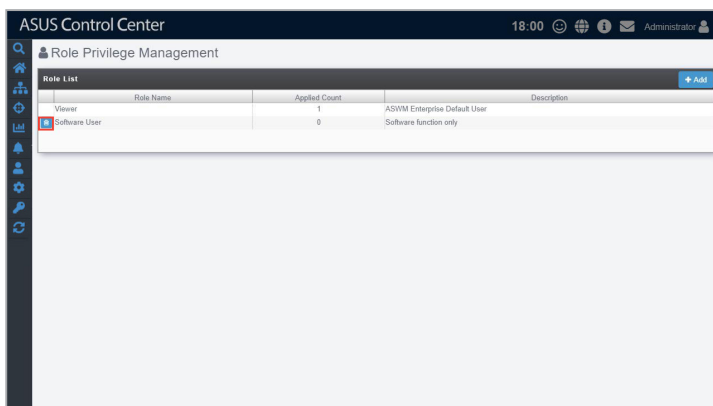 ASUS Control Center
18:00 Administrator
Role Privilege Management
Role List + Add
Role Name Applied Count Description
Viewer 1 ASWM Enterprise Default User
Software User 0 Software function only